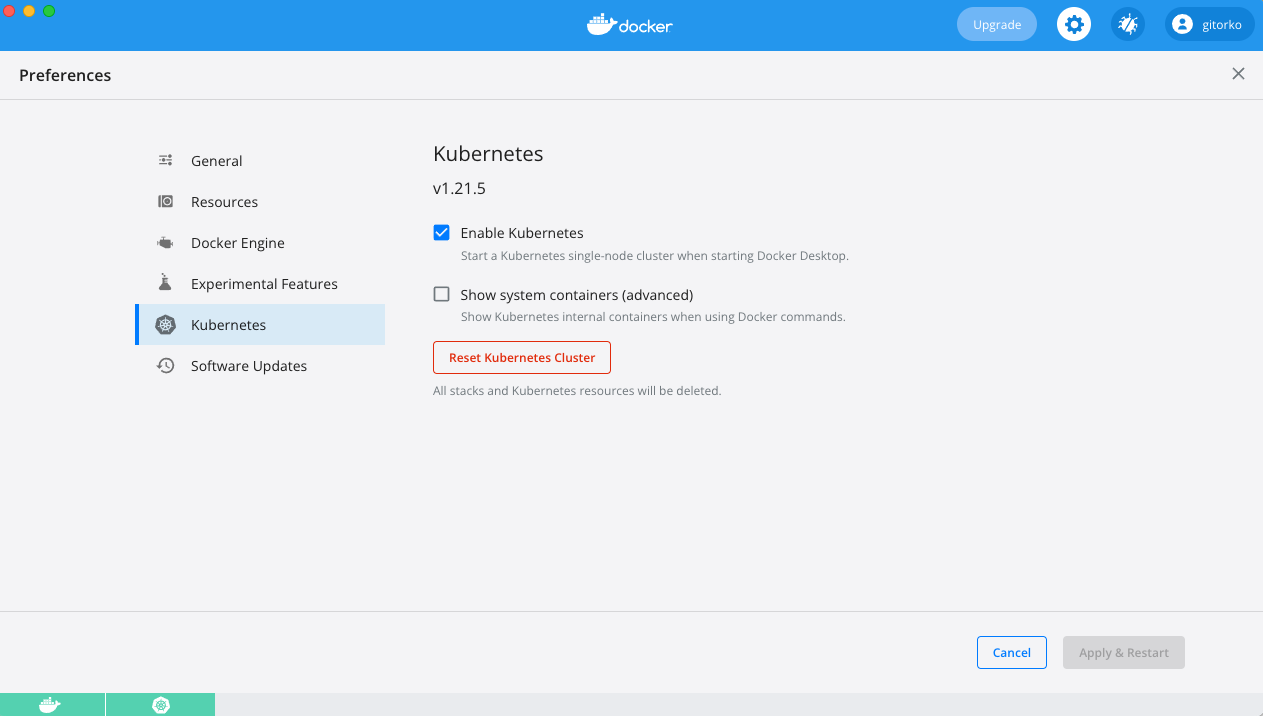 docker
Upgrade
gitorko
Preferences
General
Resources
Docker Engine
Experimental Features
Kubernetes
Software Updates
Kubernetes
v1.21.5
Enable Kubernetes
Start a Kubernetes single-node cluster when starting Docker Desktop.
Show system containers (advanced)
Show Kubernetes internal containers when using Docker commands.
Reset Kubernetes Cluster
All stacks and Kubernetes resources will be deleted.
Cancel
Apply & Restart